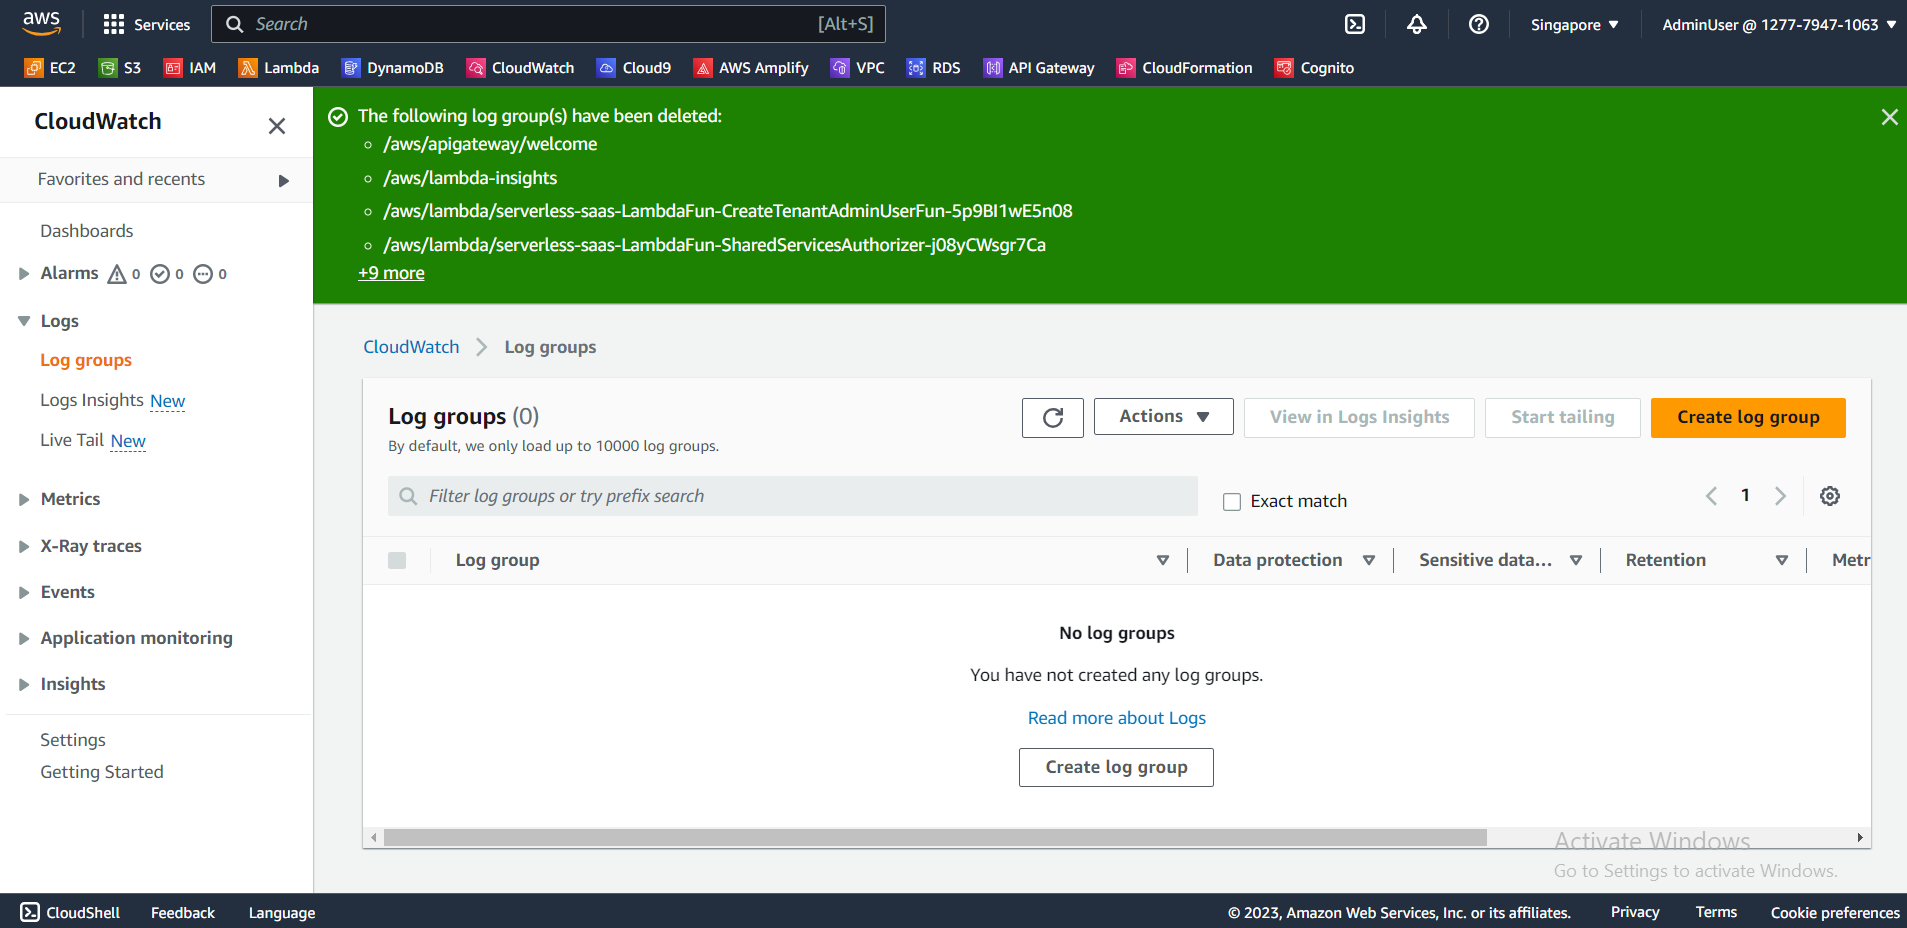 aws Services Search [Alt+S] Singapore AdminUser @ 1277-7947-1063
EC2 S3 IAM Lambda DynamoDB CloudWatch Cloud9 AWS Amplify VPC RDS API Gateway CloudFormation Cognito
CloudWatch
Favorites and recents
Dashboards
Alarms 0 0 0
Logs
Log groups
Logs Insights New
Live Tail New
Metrics
X-Ray traces
Events
Application monitoring
Insights
Settings
Getting Started
The following log group(s) have been deleted:
/aws/apigateway/welcome
/aws/lambda-insights
/aws/lambda/serverless-saas-LambdaFun-CreateTenantAdminUserFun-5p9BI1wE5n08
/aws/lambda/serverless-saas-LambdaFun-SharedServicesAuthorizer-j08yCWsgr7Ca
+9 more
CloudWatch Log groups
Log groups (0)
By default, we only load up to 10000 log groups.
Actions View in Logs Insights Start tailing Create log group
Filter log groups or try prefix search Exact match 1
Log group Data protection Sensitive data... Retention Metr
No log groups
You have not created any log groups.
Read more about Logs
Create log group
Activate Windows
Go to Settings to activate Windows.
CloudShell Feedback Language © 2023, Amazon Web Services, Inc. or its affiliates. Privacy Terms Cookie preferences